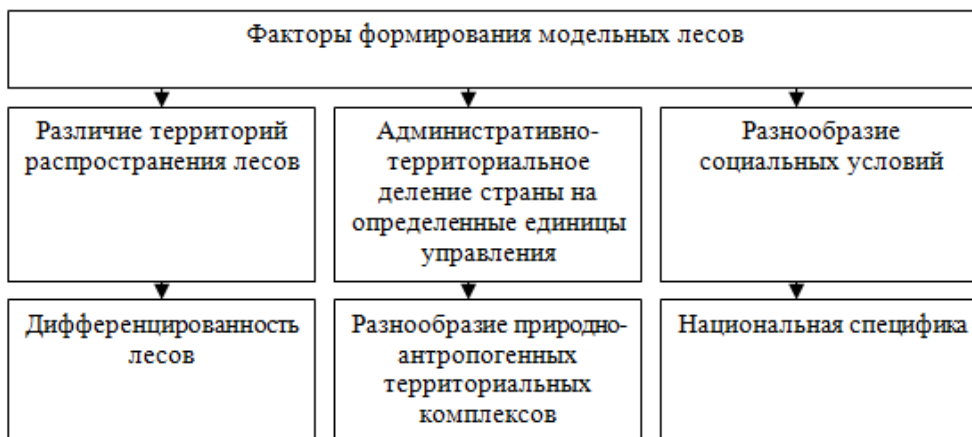 Факторы формирования модельных лесов
Различие территорий
распространения лесов
Административно-
территориальное
деление страны на
определенные единицы
управления
Разнообразие
социальных условий
Дифференцированность
лесов
Разнообразие природно-
антропогенных
территориальных
комплексов
Национальная специфика